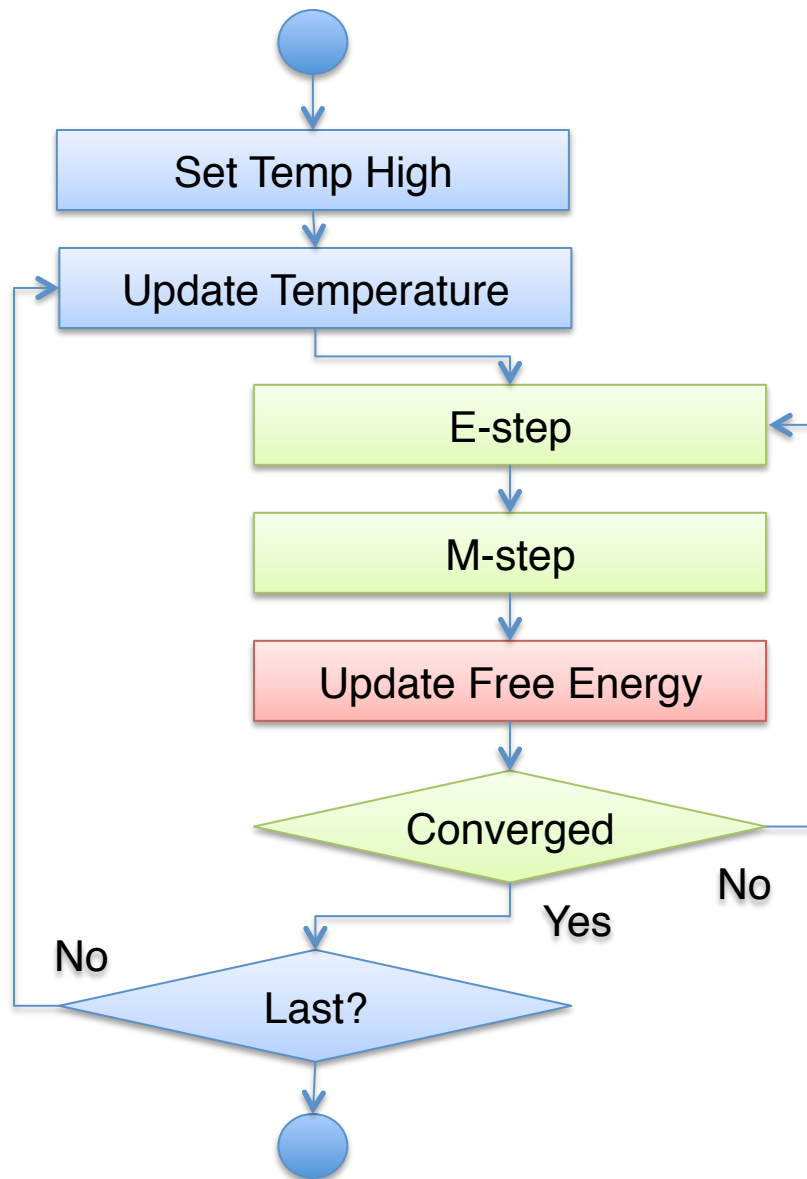 Set Temp High
Update Temperature
E-step
M-step
Update Free Energy
Converged
No
Yes
No
Last?